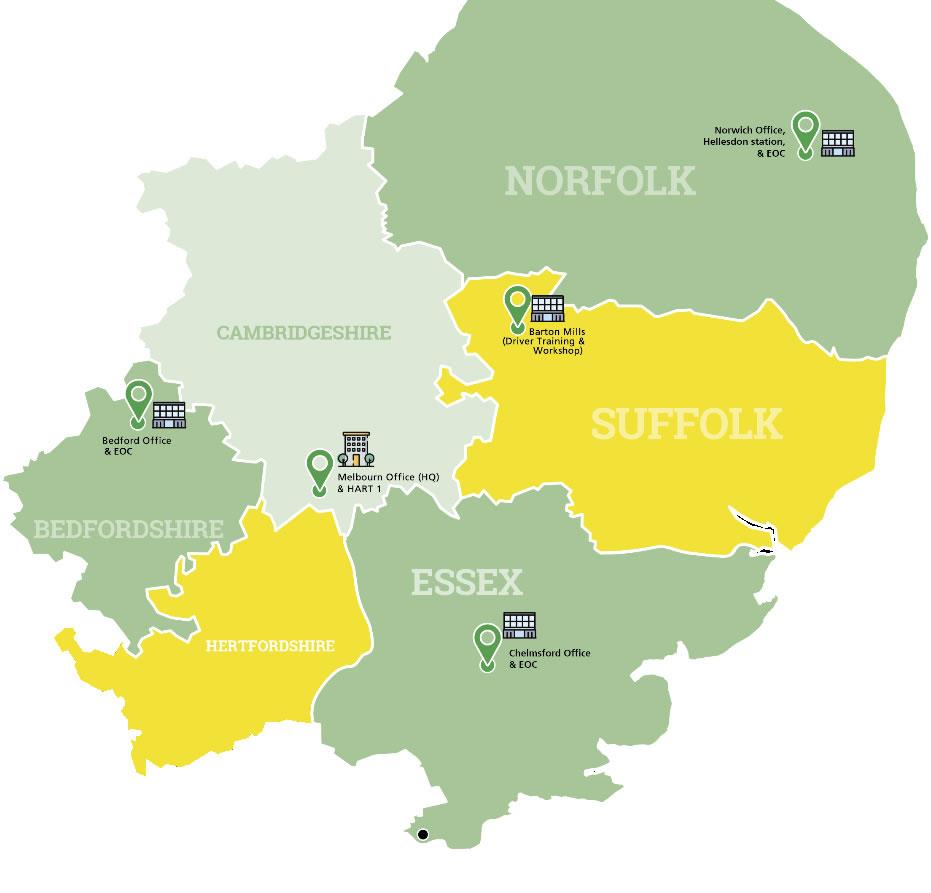 Norwich Office,
Hellesdon station,
& EOC
NORFOLK
CAMBRIDGESHIRE
Barton Mills
(Driver Training &
Workshop)
SUFFOLK
Bedford Office
& EOC
Melbourn Office (HQ)
& HART 1
BEDFORDSHIRE
ESSEX
HERTFORDSHIRE
Chelmsford Office
& EOC